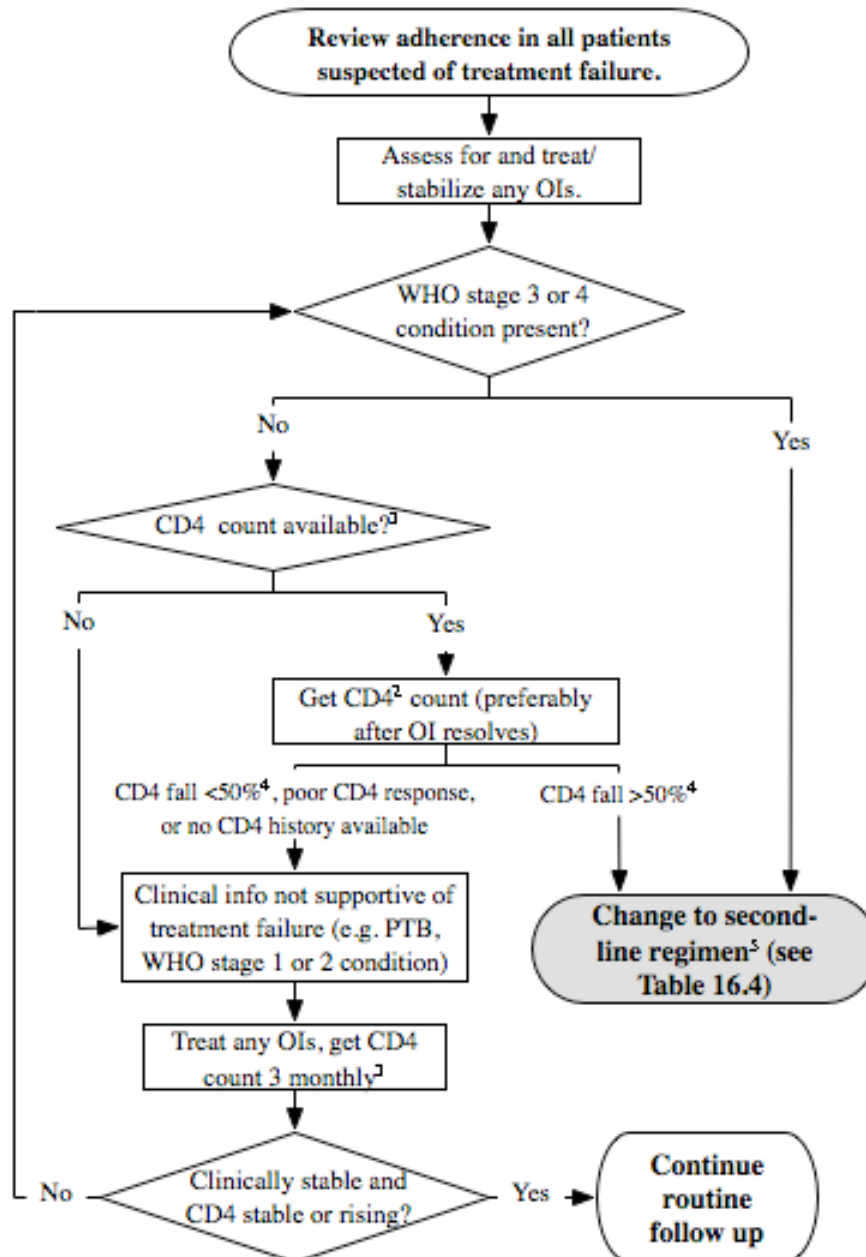 Review adherence in all patients
suspected of treatment failure.
Assess for and treat/
stabilize any OIs.
WHO stage 3 or 4
condition present?
No
Yes
CD4 count available?³
No
Yes
Get CD4² count (preferably
after OI resolves)
CD4 fall <50%⁴, poor CD4 response,
or no CD4 history available
CD4 fall >50%⁴
Clinical info not supportive of
treatment failure (e.g. PTB,
WHO stage 1 or 2 condition)
Change to second-
line regimen⁵ (see
Table 16.4)
Treat any OIs, get CD4
count 3 monthly³
Clinically stable and
CD4 stable or rising?
No
Yes
Continue
routine
follow up